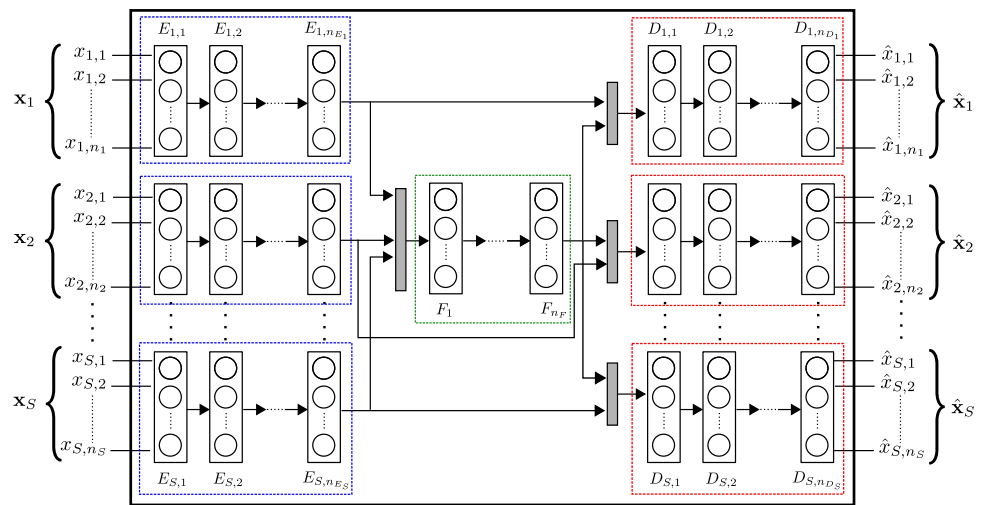 E_{1,1} E_{1,2} E_{1,n_{E_1}} D_{1,1} D_{1,2} D_{1,n_{D_1}}
x_{1,1} x̂_{1,1}
x_{1,2} x̂_{1,2}
𝐱_1 𝐱̂_1
x_{1,n_1} x̂_{1,n_1}
x_{2,1} x̂_{2,1}
x_{2,2} x̂_{2,2}
𝐱_2 𝐱̂_2
x_{2,n_2} x̂_{2,n_2}
F_1 F_{n_F}
x_{S,1} x̂_{S,1}
x_{S,2} x̂_{S,2}
𝐱_S 𝐱̂_S
x_{S,n_S} x̂_{S,n_S}
E_{S,1} E_{S,2} E_{S,n_{E_S}} D_{S,1} D_{S,2} D_{S,n_{D_S}}